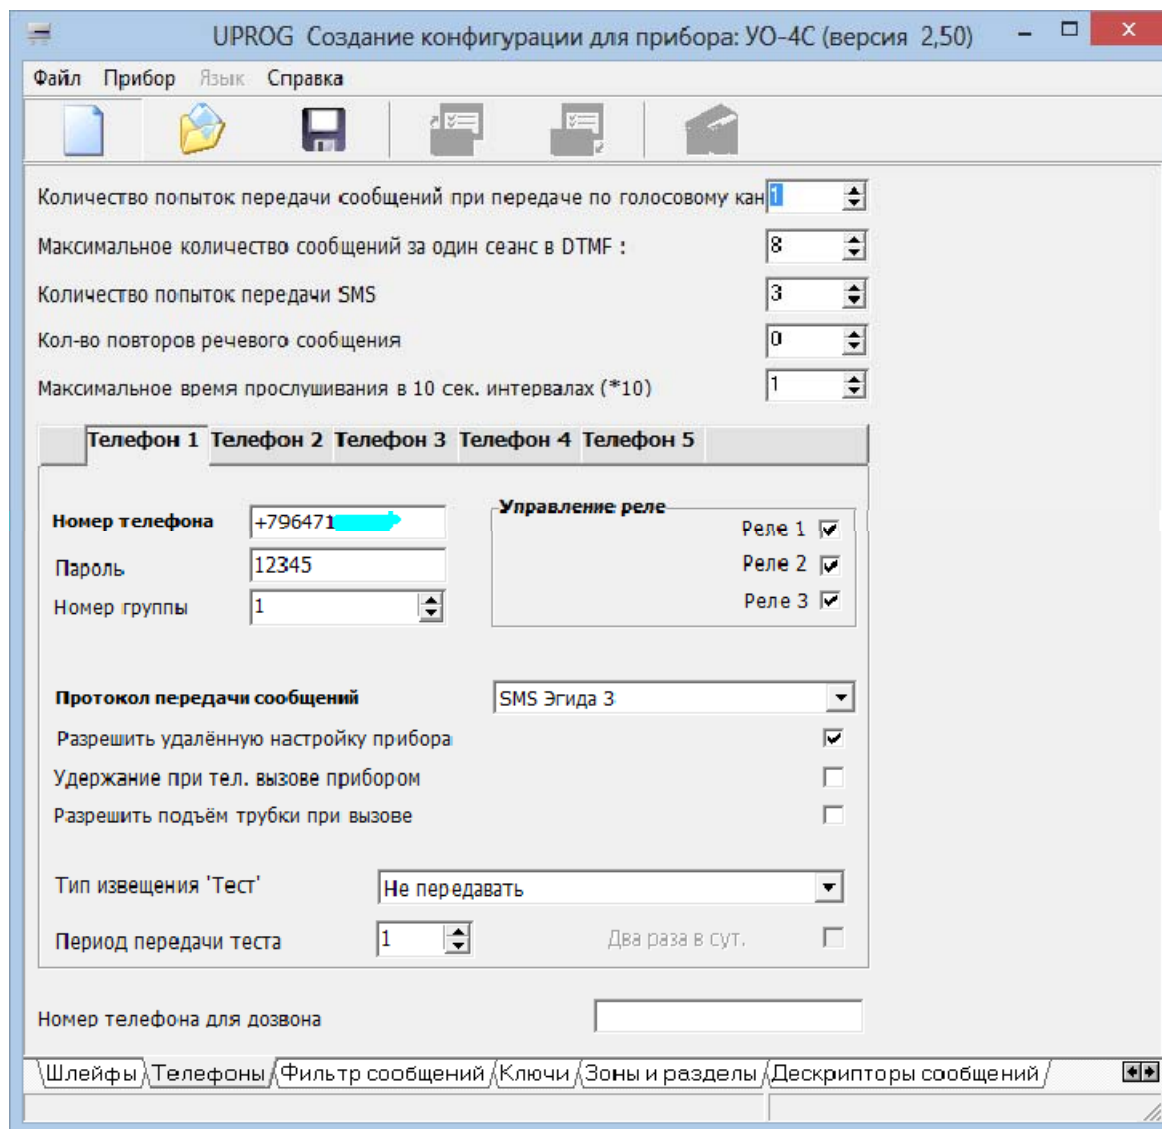 UPROG Создание конфигурации для прибора: УО-4С (версия 2,50)
Файл Прибор Язык Справка
Количество попыток передачи сообщений при передаче по голосовому кан 1
Максимальное количество сообщений за один сеанс в DTMF : 8
Количество попыток передачи SMS 3
Кол-во повторов речевого сообщения 0
Максимальное время прослушивания в 10 сек. интервалах (*10) 1
Телефон 1 Телефон 2 Телефон 3 Телефон 4 Телефон 5
Управление реле
Номер телефона +796471
Реле 1
Пароль 12345
Реле 2
Номер группы 1
Реле 3
Протокол передачи сообщений SMS Эгида 3
Разрешить удалённую настройку прибора
Удержание при тел. вызове прибором
Разрешить подъём трубки при вызове
Тип извещения 'Тест' Не передавать
Период передачи теста 1 Два раза в сут.
Номер телефона для дозвона
Шлейфы Телефоны Фильтр сообщений Ключи Зоны и разделы Дескрипторы сообщений